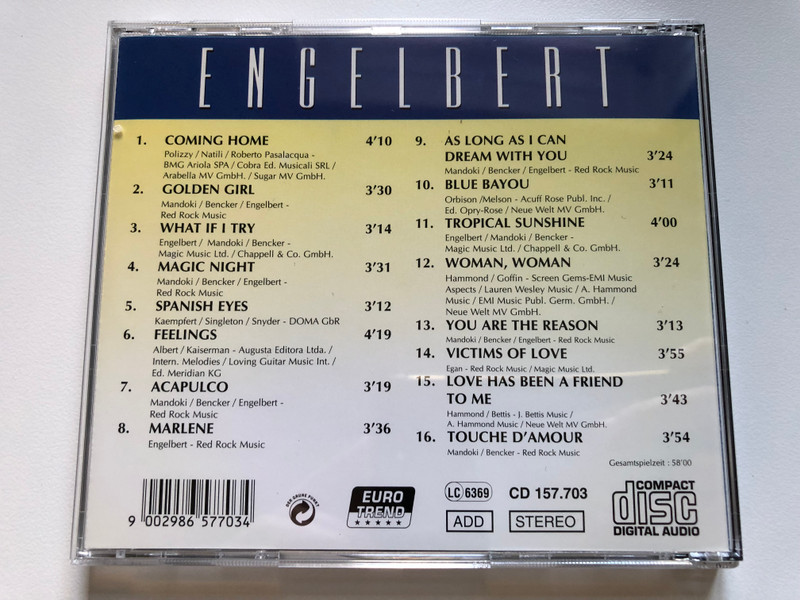 ENGELBERT
1. COMING HOME 4'10
Polizzy / Natili / Roberto Pasalacqua -
BMG Ariola SPA / Cobra Ed. Musicali SRL /
Arabella MV GmbH. / Sugar MV GmbH.
2. GOLDEN GIRL 3'30
Mandoki / Bencker / Engelbert -
Red Rock Music
3. WHAT IF I TRY 3'14
Engelbert / Mandoki / Bencker -
Magic Music Ltd. / Chappell & Co. GmbH.
4. MAGIC NIGHT 3'31
Mandoki / Bencker / Engelbert -
Red Rock Music
5. SPANISH EYES 3'12
Kaempfert / Singleton / Snyder - DOMA GbR
6. FEELINGS 4'19
Albert / Kaiserman - Augusta Editora Ltda. /
Intern. Melodies / Loving Guitar Music Int. /
Ed. Meridian KG
7. ACAPULCO 3'19
Mandoki / Bencker / Engelbert -
Red Rock Music
8. MARLENE 3'36
Engelbert - Red Rock Music
9. AS LONG AS I CAN
DREAM WITH YOU 3'24
Mandoki / Bencker / Engelbert - Red Rock Music
10. BLUE BAYOU 3'11
Orbison /Melson - Acuff Rose Publ. Inc. /
Ed. Opry-Rose / Neue Welt MV GmbH.
11. TROPICAL SUNSHINE 4'00
Engelbert / Mandoki / Bencker -
Magic Music Ltd. / Chappell & Co. GmbH.
12. WOMAN, WOMAN 3'24
Hammond / Goffin - Screen Gems-EMI Music
Aspects / Lauren Wesley Music / A. Hammond
Music / EMI Music Publ. Germ. GmbH. /
Neue Welt MV GmbH.
13. YOU ARE THE REASON 3'13
Mandoki / Bencker / Engelbert - Red Rock Music
14. VICTIMS OF LOVE 3'55
Egan - Red Rock Music / Magic Music Ltd.
15. LOVE HAS BEEN A FRIEND
TO ME 3'43
Hammond / Bettis - J. Bettis Music /
A. Hammond Music / Neue Welt MV GmbH.
16. TOUCHE D'AMOUR 3'54
Mandoki / Bencker - Red Rock Music
Gesamtspielzeit : 58'00
9 002986 577034
DER GRÜNE PUNKT
EURO
TREND
LC 6369
CD 157.703
ADD
STEREO
COMPACT
disc
DIGITAL AUDIO